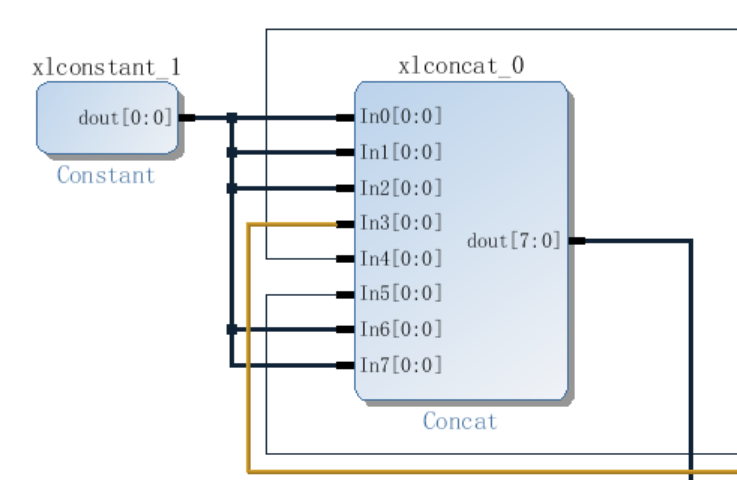 xlconstant_1
dout[0:0]
Constant
xlconcat_0
In0[0:0]
In1[0:0]
In2[0:0]
In3[0:0]
In4[0:0]
In5[0:0]
In6[0:0]
In7[0:0]
dout[7:0]
Concat